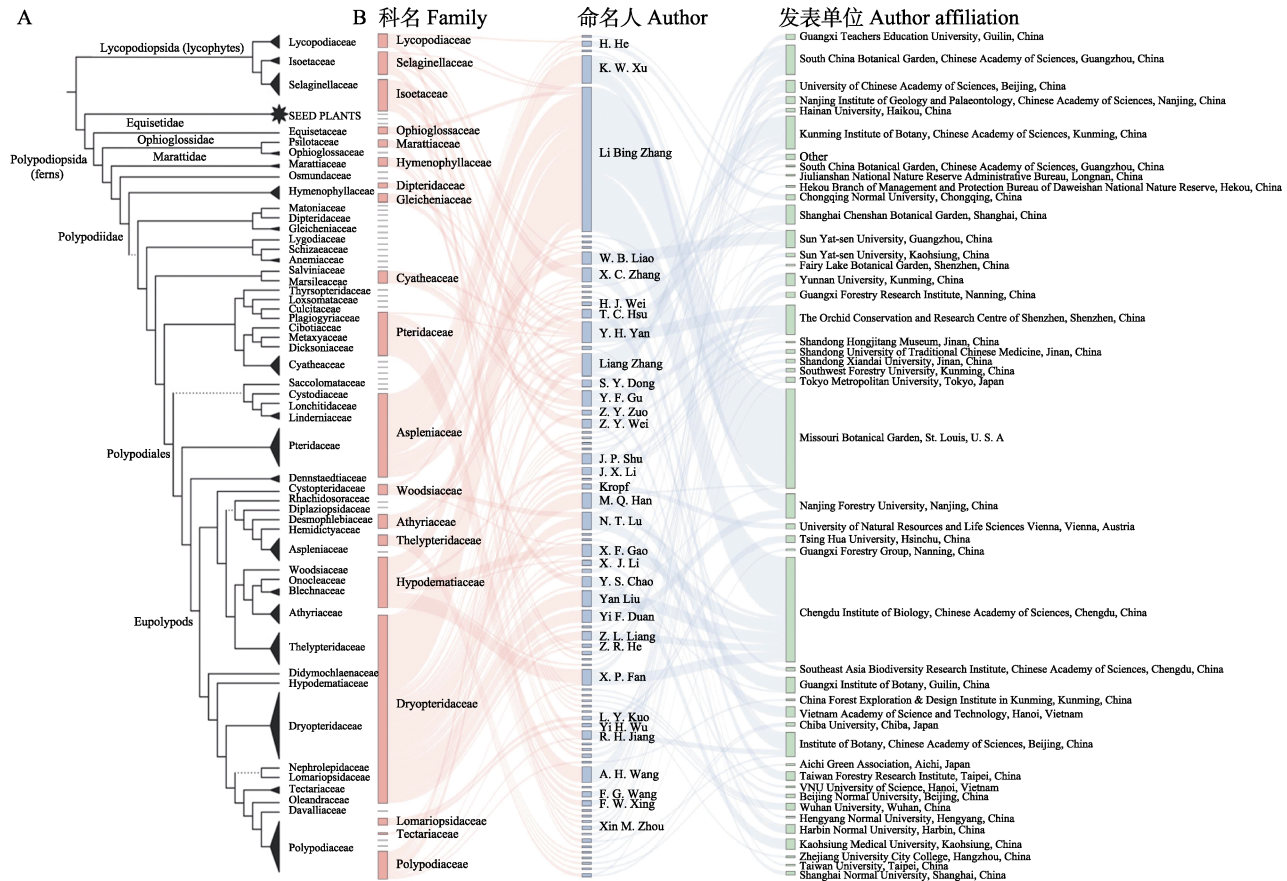 A
B 科名 Family
命名人 Author
发表单位 Author affiliation
Lycopodiopsida (lycophytes)
Equisetidae
Ophioglossidae
Marattidae
Polypodiopsida
(ferns)
Polypodiidae
Polypodiales
Eupolypods
Lycopodiaceae
Isoetaceae
Selaginellaceae
SEED PLANTS
Equisetaceae
Psilotaceae
Ophioglossaceae
Marattiaceae
Osmundaceae
Hymenophyllaceae
Matoniaceae
Dipteridaceae
Gleicheniaceae
Lygodiaceae
Schizaeaceae
Anemiaceae
Salviniaceae
Marsileaceae
Thyrsopteridaceae
Loxsomataceae
Culcitaceae
Plagiogyriaceae
Cibotiaceae
Metaxyaceae
Dicksoniaceae
Cyatheaceae
Saccolomataceae
Cystodiaceae
Lonchitidaceae
Linderniaceae
Pteridaceae
Dennstaedtiaceae
Cystopteridaceae
Rhachidosoraceae
Diplaziopsidaceae
Desmophlebiaceae
Hemidictyaceae
Aspleniaceae
Woodsiaceae
Onocleaceae
Blechnaceae
Athyriaceae
Thelypteridaceae
Didymochlaenaceae
Hypodematiaceae
Dryopteridaceae
Nephrolepidaceae
Lomariopsidaceae
Tectariaceae
Oleandraceae
Davalliaceae
Polypodiaceae
Lycopodiaceae
Selaginellaceae
Isoetaceae
Ophioglossaceae
Marattiaceae
Hymenophyllaceae
Dipteridaceae
Gleicheniaceae
Cyatheaceae
Pteridaceae
Aspleniaceae
Woodsiaceae
Athyriaceae
Thelypteridaceae
Hypodematiaceae
Dryopteridaceae
Lomariopsidaceae
Tectariaceae
Polypodiaceae
H. He
K. W. Xu
Li Bing Zhang
W. B. Liao
X. C. Zhang
H. J. Wei
T. C. Hsu
Y. H. Yan
Liang Zhang
S. Y. Dong
Y. F. Gu
Z. Y. Zuo
Z. Y. Wei
J. P. Shu
J. X. Li
Kropf
M. Q. Han
N. T. Lu
X. F. Gao
X. J. Li
Y. S. Chao
Yan Liu
Yi F. Duan
Z. L. Liang
Z. R. He
X. P. Fan
L. Y. Kuo
Yi H. Wu
R. H. Jiang
A. H. Wang
F. G. Wang
F. W. Xing
Xin M. Zhou
Guangxi Teachers Education University, Guilin, China
South China Botanical Garden, Chinese Academy of Sciences, Guangzhou, China
University of Chinese Academy of Sciences, Beijing, China
Nanjing Institute of Geology and Palaeontology, Chinese Academy of Sciences, Nanjing, China
Hainan University, Haikou, China
Kunming Institute of Botany, Chinese Academy of Sciences, Kunming, China
Other
South China Botanical Garden, Chinese Academy of Sciences, Guangzhou, China
Jiulianshan National Nature Reserve Administrative Bureau, Longnan, China
Hekou Branch of Management and Protection Bureau of Daweishan National Nature Reserve, Hekou, China
Chongqing Normal University, Chongqing, China
Shanghai Chenshan Botanical Garden, Shanghai, China
Sun Yat-sen University, Guangzhou, China
Sun Yat-sen University, Kaohsiung, China
Fairy Lake Botanical Garden, Shenzhen, China
Yunnan University, Kunming, China
Guangxi Forestry Research Institute, Nanning, China
The Orchid Conservation and Research Centre of Shenzhen, Shenzhen, China
Shandong Hongjitang Museum, Jinan, China
Shandong University of Traditional Chinese Medicine, Jinan, China
Shandong Xiandai University, Jinan, China
Southwest Forestry University, Kunming, China
Tokyo Metropolitan University, Tokyo, Japan
Missouri Botanical Garden, St. Louis, U. S. A
Nanjing Forestry University, Nanjing, China
University of Natural Resources and Life Sciences Vienna, Vienna, Austria
Tsing Hua University, Hsinchu, China
Guangxi Forestry Group, Nanning, China
Chengdu Institute of Biology, Chinese Academy of Sciences, Chengdu, China
Southeast Asia Biodiversity Research Institute, Chinese Academy of Sciences, Chengdu, China
Guangxi Institute of Botany, Guilin, China
China Forest Exploration & Design Institute in Kunming, Kunming, China
Vietnam Academy of Science and Technology, Hanoi, Vietnam
Chiba University, Chiba, Japan
Institute of Botany, Chinese Academy of Sciences, Beijing, China
Aichi Green Association, Aichi, Japan
Taiwan Forestry Research Institute, Taipei, China
VNU University of Science, Hanoi, Vietnam
Beijing Normal University, Beijing, China
Wuhan University, Wuhan, China
Hengyang Normal University, Hengyang, China
Harbin Normal University, Harbin, China
Kaohsiung Medical University, Kaohsiung, China
Zhejiang University City College, Hangzhou, China
Taiwan University, Taipei, China
Shanghai Normal University, Shanghai, China